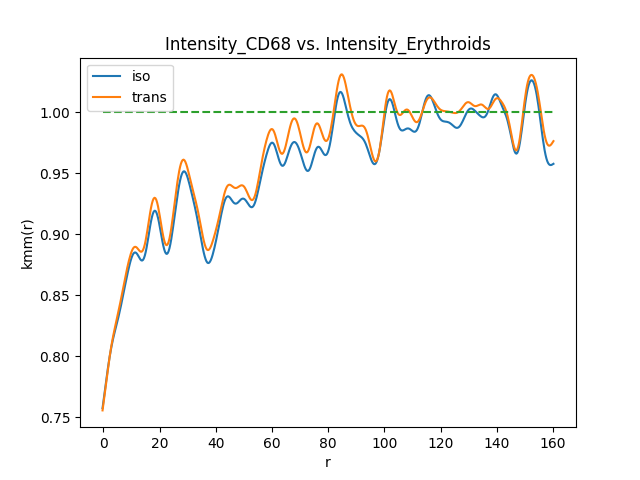 Intensity_CD68 vs. Intensity_Erythroids
iso
trans
1.00
0.95
0.90
0.85
0.80
0.75
kmm(r)
0 20 40 60 80 100 120 140 160
r